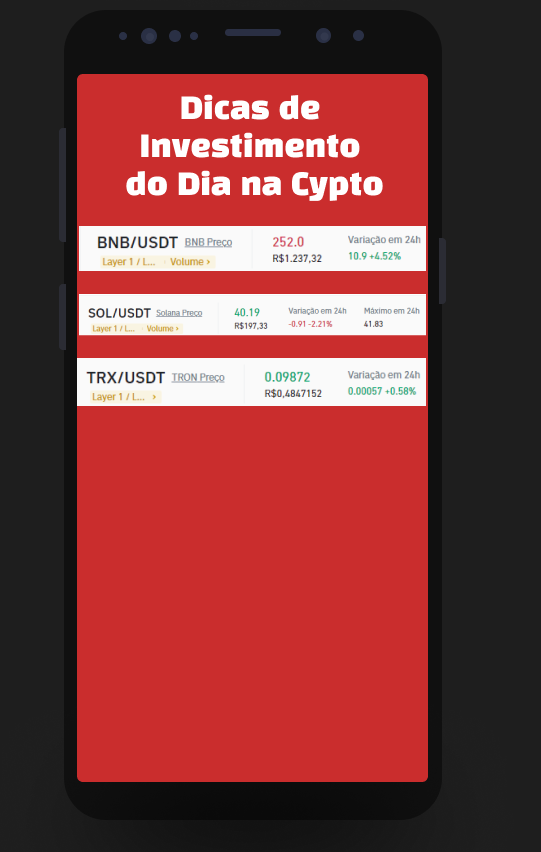 Dicas de
Investimento
do Dia na Cypto
BNB/USDT BNB Preço 252.0 Variação em 24h
Layer 1 / L... Volume › R$1.237,32 10.9 +4.52%
SOL/USDT Solana Preço 40.19 Variação em 24h Máximo em 24h
Layer 1 / L... Volume › R$197,33 -0.91 -2.21% 41.83
TRX/USDT TRON Preço 0.09872 Variação em 24h
Layer 1 / L... › R$0,4847152 0.00057 +0.58%